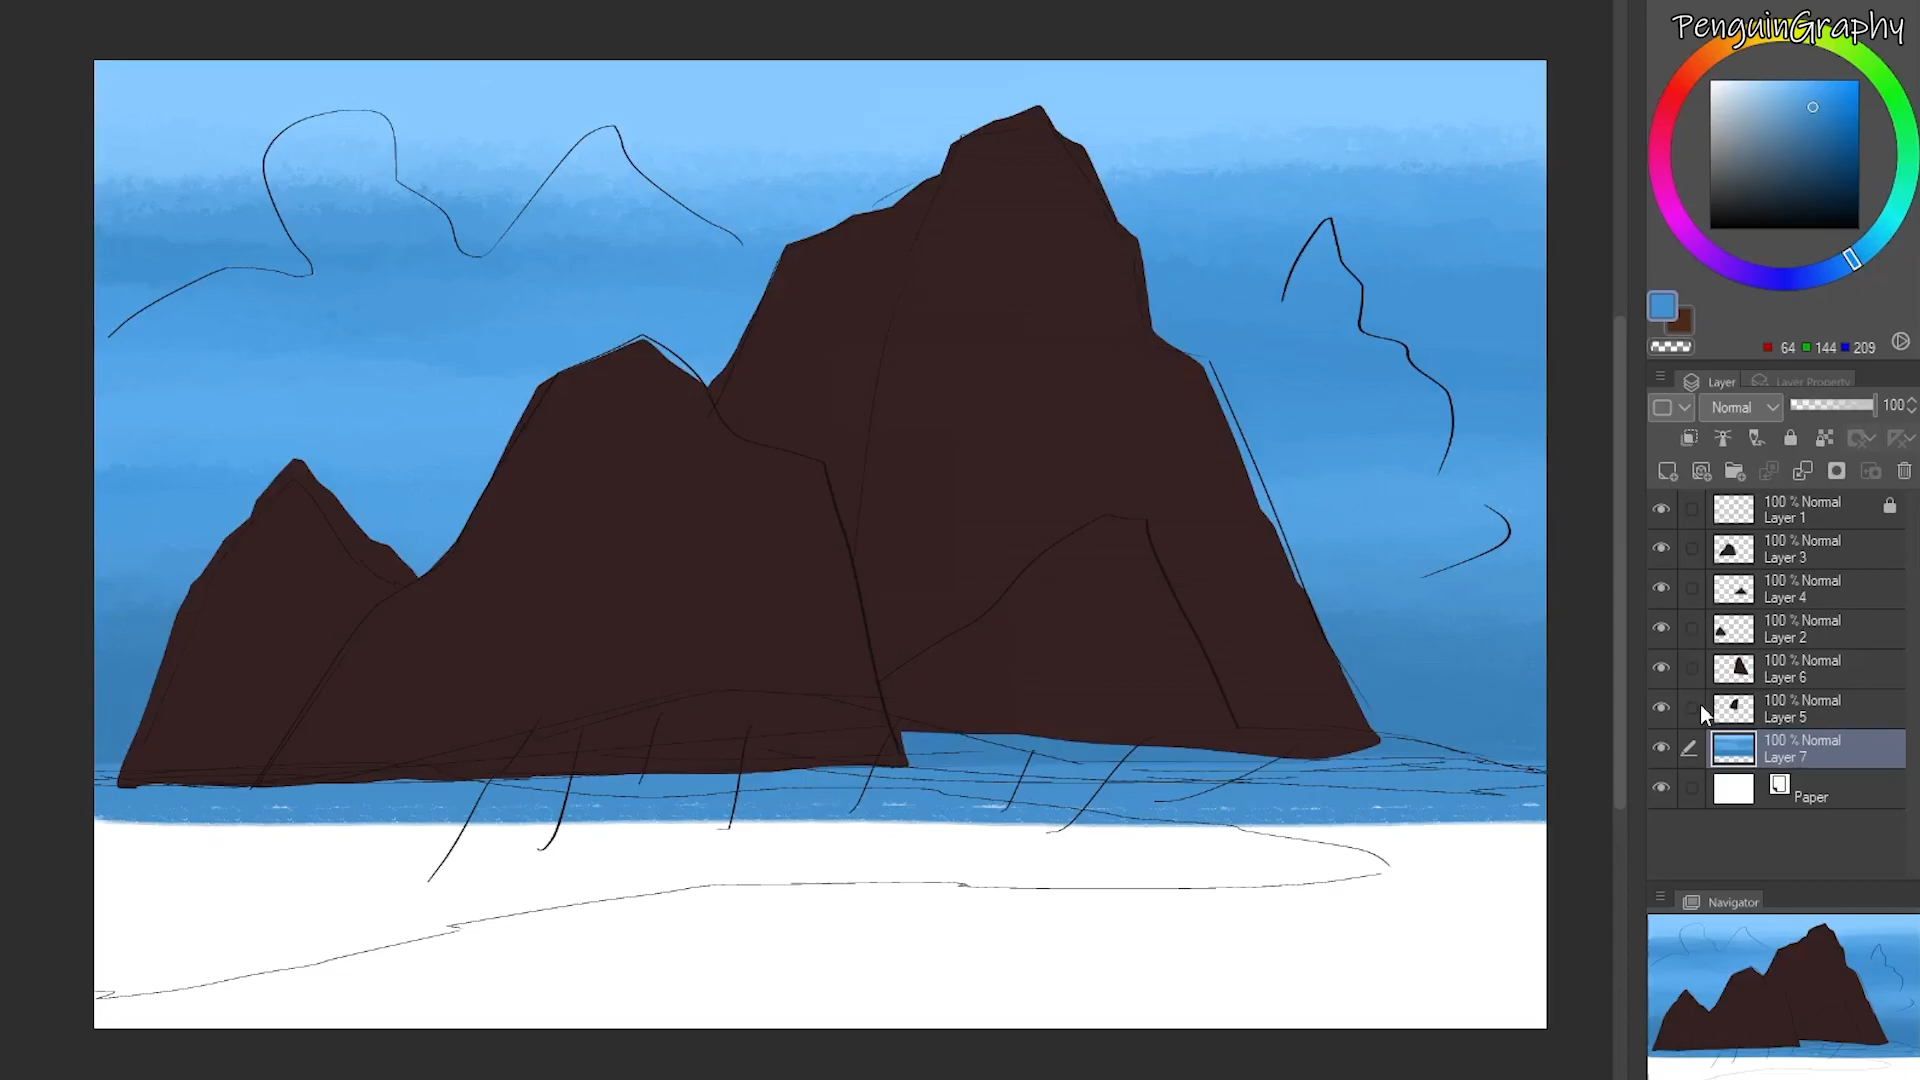 PenguinGraphy
64 144 209
Layer Layer Property
Normal 100
100 % Normal
Layer 1
100 % Normal
Layer 3
100 % Normal
Layer 4
100 % Normal
Layer 2
100 % Normal
Layer 6
100 % Normal
Layer 5
100 % Normal
Layer 7
Paper
Navigator